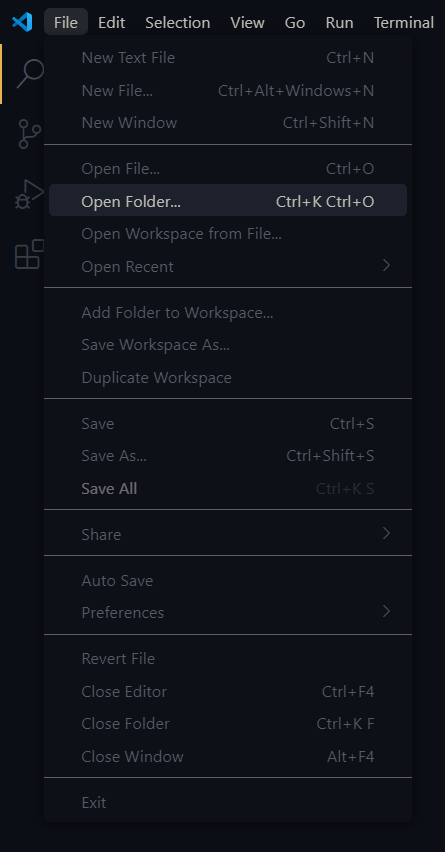 File Edit Selection View Go Run Terminal
New Text File Ctrl+N
New File... Ctrl+Alt+Windows+N
New Window Ctrl+Shift+N
Open File... Ctrl+O
Open Folder... Ctrl+K Ctrl+O
Open Workspace from File...
Open Recent
Add Folder to Workspace...
Save Workspace As...
Duplicate Workspace
Save Ctrl+S
Save As... Ctrl+Shift+S
Save All Ctrl+K S
Share
Auto Save
Preferences
Revert File
Close Editor Ctrl+F4
Close Folder Ctrl+K F
Close Window Alt+F4
Exit